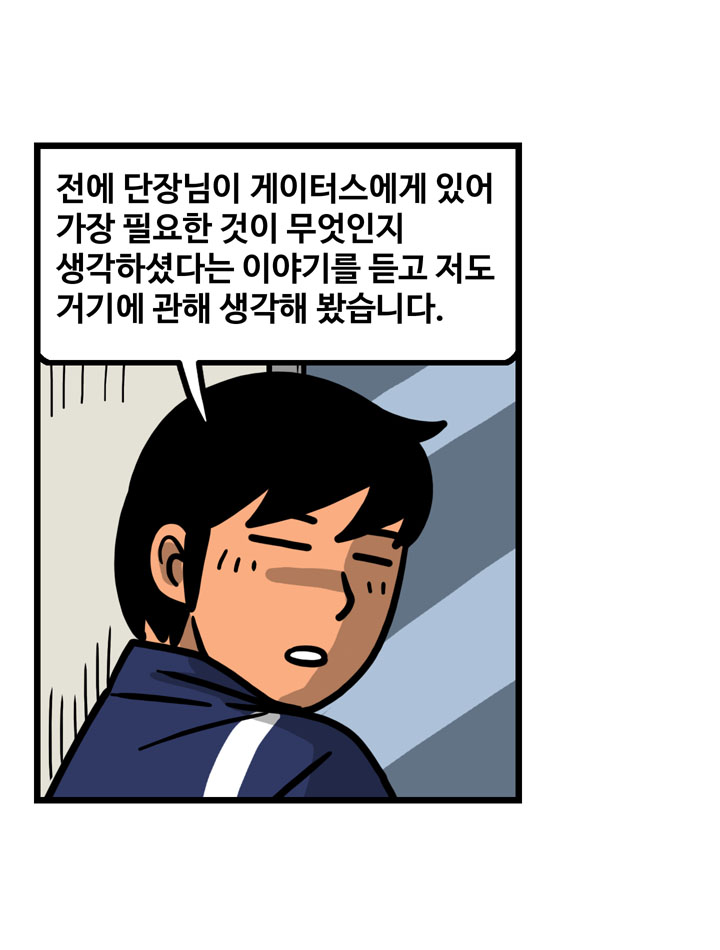 전에 단장님이 게이터스에게 있어
가장 필요한 것이 무엇인지
생각하셨다는 이야기를 듣고 저도
거기에 관해 생각해 봤습니다.